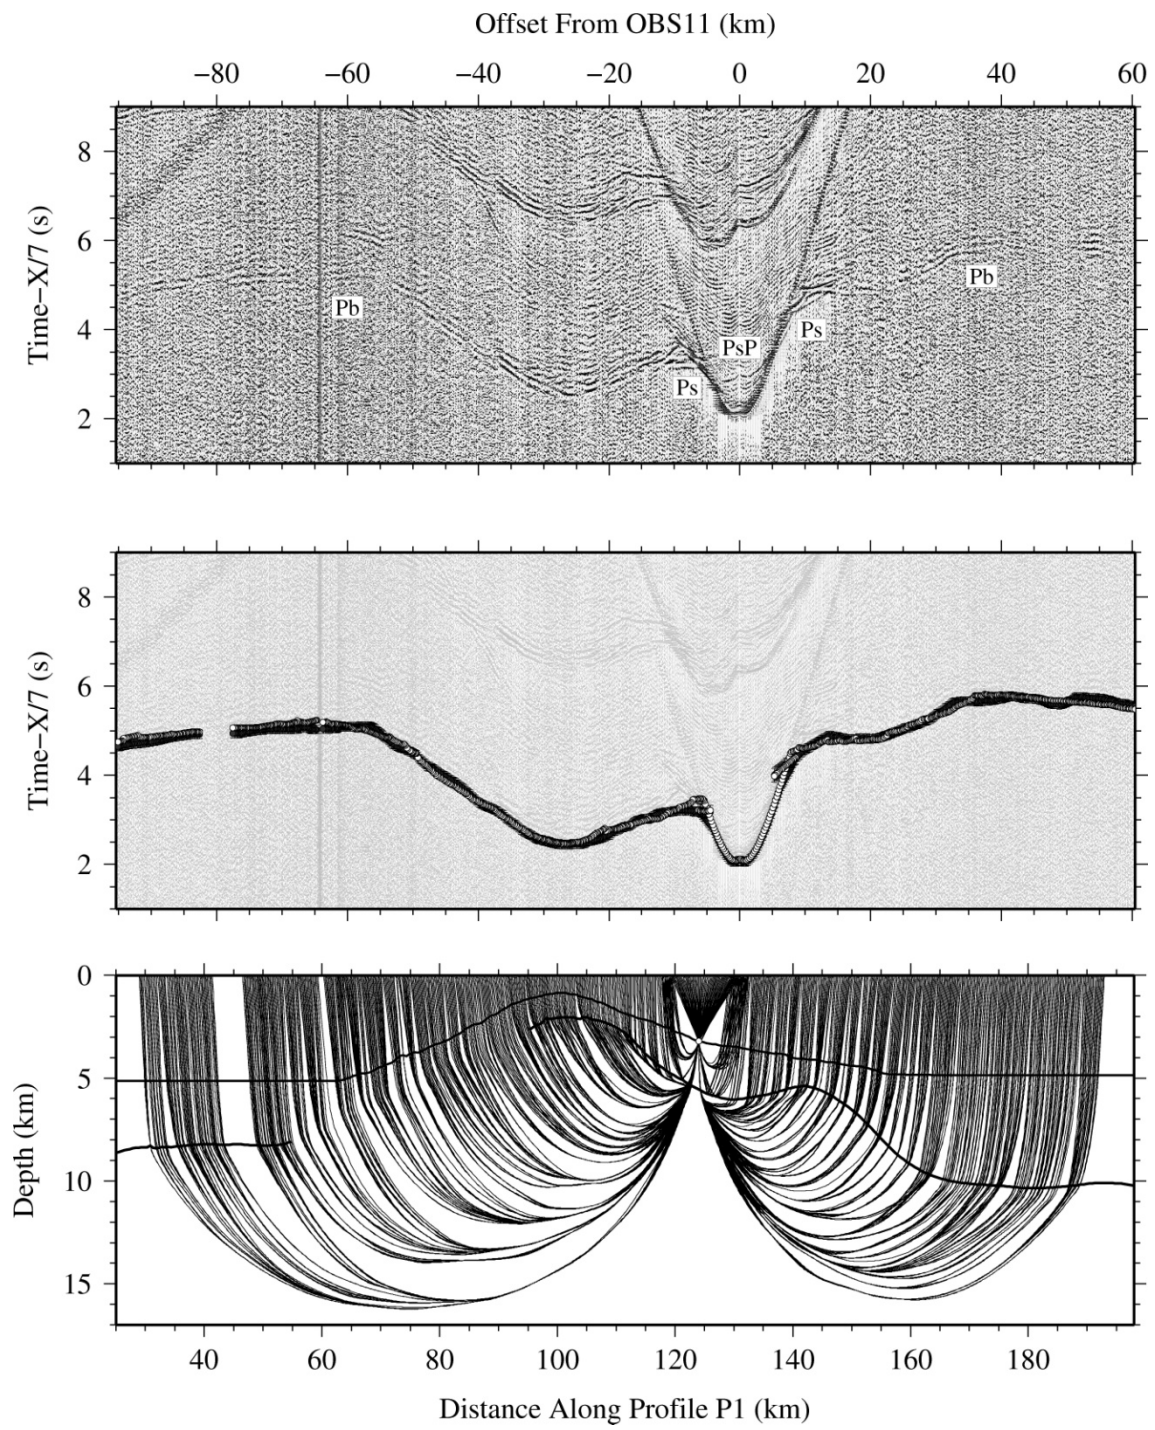 Offset From OBS11 (km)
−80 −60 −40 −20 0 20 40 60
Time−X/7 (s)
8
6
4
2
Pb
Ps
PsP
Ps
Pb
Time−X/7 (s)
8
6
4
2
Depth (km)
0
5
10
15
40 60 80 100 120 140 160 180
Distance Along Profile P1 (km)